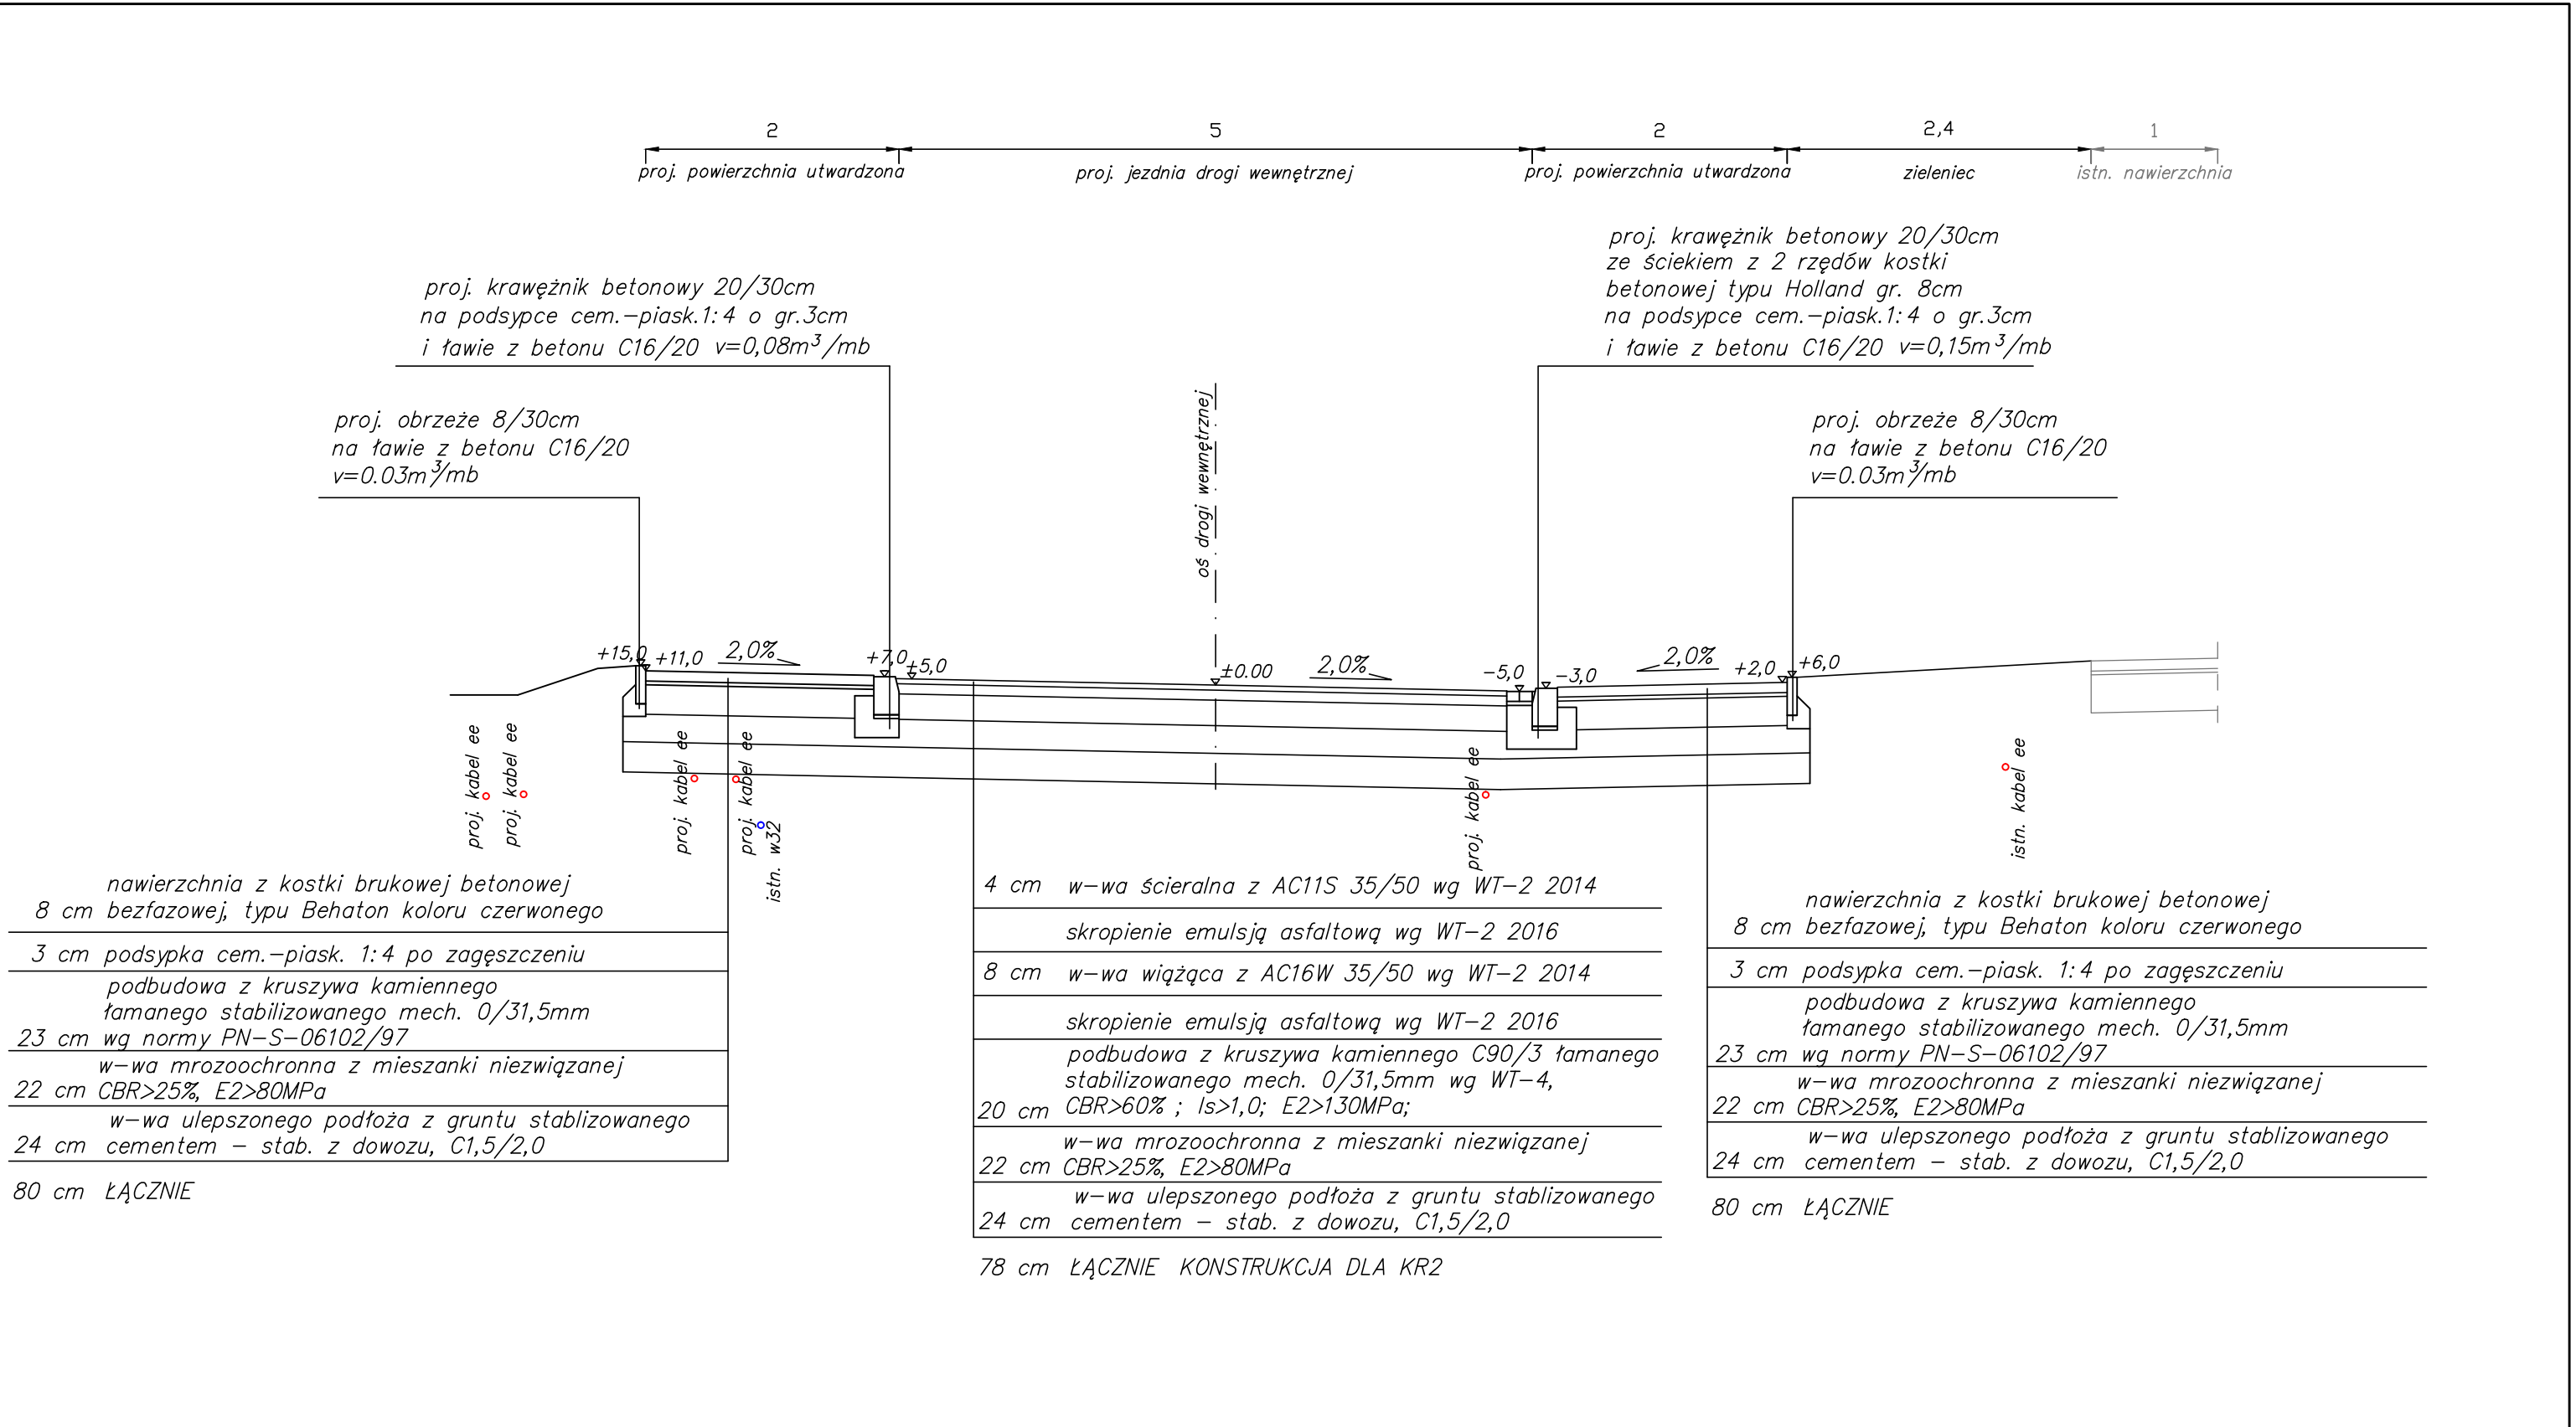 2
5
2
2,4
1
proj. powierzchnia utwardzona
proj. jezdnia drogi wewnętrznej
proj. powierzchnia utwardzona
zieleniec
istn. nawierzchnia
proj. krawężnik betonowy 20/30cm
na podsypce cem.-piask.1:4 o gr.3cm
i ławie z betonu C16/20 v=0,08m³/mb
proj. krawężnik betonowy 20/30cm
ze ściekiem z 2 rzędów kostki
betonowej typu Holland gr. 8cm
na podsypce cem.-piask.1:4 o gr.3cm
i ławie z betonu C16/20 v=0,15m³/mb
proj. obrzeże 8/30cm
na ławie z betonu C16/20
v=0.03m³/mb
oś drogi wewnętrznej
proj. obrzeże 8/30cm
na ławie z betonu C16/20
v=0.03m³/mb
+15,0
+11,0
2,0%
+7,0
+5,0
±0.00
2,0%
-5,0
-3,0
2,0%
+2,0
+6,0
proj. kabel ee
proj. kabel ee
proj. kabel ee
proj. kabel ee
istn. w32
proj. kabel ee
istn. kabel ee
nawierzchnia z kostki brukowej betonowej
8 cm bezfazowej, typu Behaton koloru czerwonego
3 cm podsypka cem.-piask. 1:4 po zagęszczeniu
podbudowa z kruszywa kamiennego
łamanego stabilizowanego mech. 0/31,5mm
23 cm wg normy PN-S-06102/97
w-wa mrozoochronna z mieszanki niezwiązanej
22 cm CBR>25%, E2>80MPa
w-wa ulepszonego podłoża z gruntu stablizowanego
24 cm cementem - stab. z dowozu, C1,5/2,0
80 cm ŁĄCZNIE
4 cm w-wa ścieralna z AC11S 35/50 wg WT-2 2014
skropienie emulsją asfaltową wg WT-2 2016
8 cm w-wa wiążąca z AC16W 35/50 wg WT-2 2014
skropienie emulsją asfaltową wg WT-2 2016
podbudowa z kruszywa kamiennego C90/3 łamanego
stabilizowanego mech. 0/31,5mm wg WT-4,
20 cm CBR>60% ; Is>1,0; E2>130MPa;
w-wa mrozoochronna z mieszanki niezwiązanej
22 cm CBR>25%, E2>80MPa
w-wa ulepszonego podłoża z gruntu stablizowanego
24 cm cementem - stab. z dowozu, C1,5/2,0
78 cm ŁĄCZNIE KONSTRUKCJA DLA KR2
nawierzchnia z kostki brukowej betonowej
8 cm bezfazowej, typu Behaton koloru czerwonego
3 cm podsypka cem.-piask. 1:4 po zagęszczeniu
podbudowa z kruszywa kamiennego
łamanego stabilizowanego mech. 0/31,5mm
23 cm wg normy PN-S-06102/97
w-wa mrozoochronna z mieszanki niezwiązanej
22 cm CBR>25%, E2>80MPa
w-wa ulepszonego podłoża z gruntu stablizowanego
24 cm cementem - stab. z dowozu, C1,5/2,0
80 cm ŁĄCZNIE